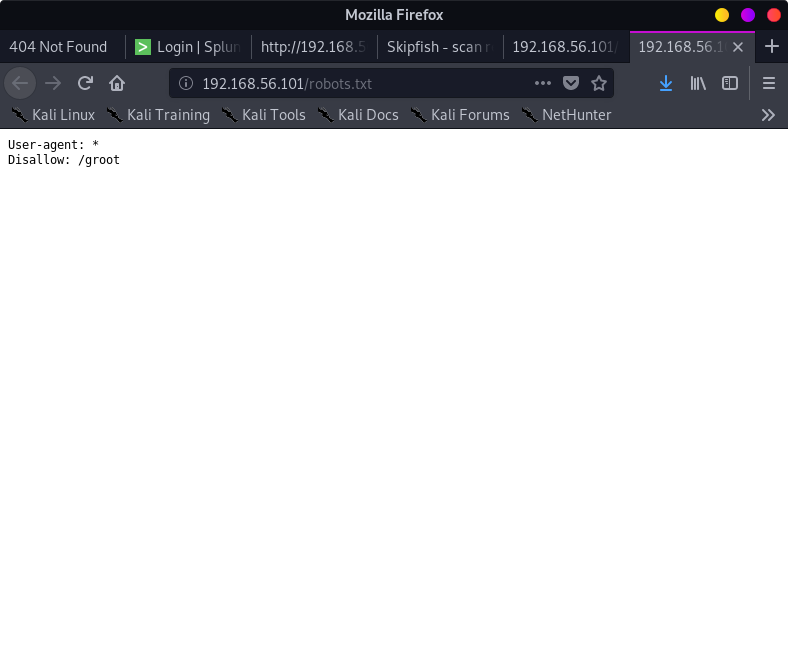 Mozilla Firefox
404 Not Found
Login | Splun
http://192.168.5
Skipfish - scan r
192.168.56.101/
192.168.56.10
192.168.56.101/robots.txt
Kali Linux Kali Training Kali Tools Kali Docs Kali Forums NetHunter
User-agent: *
Disallow: /groot